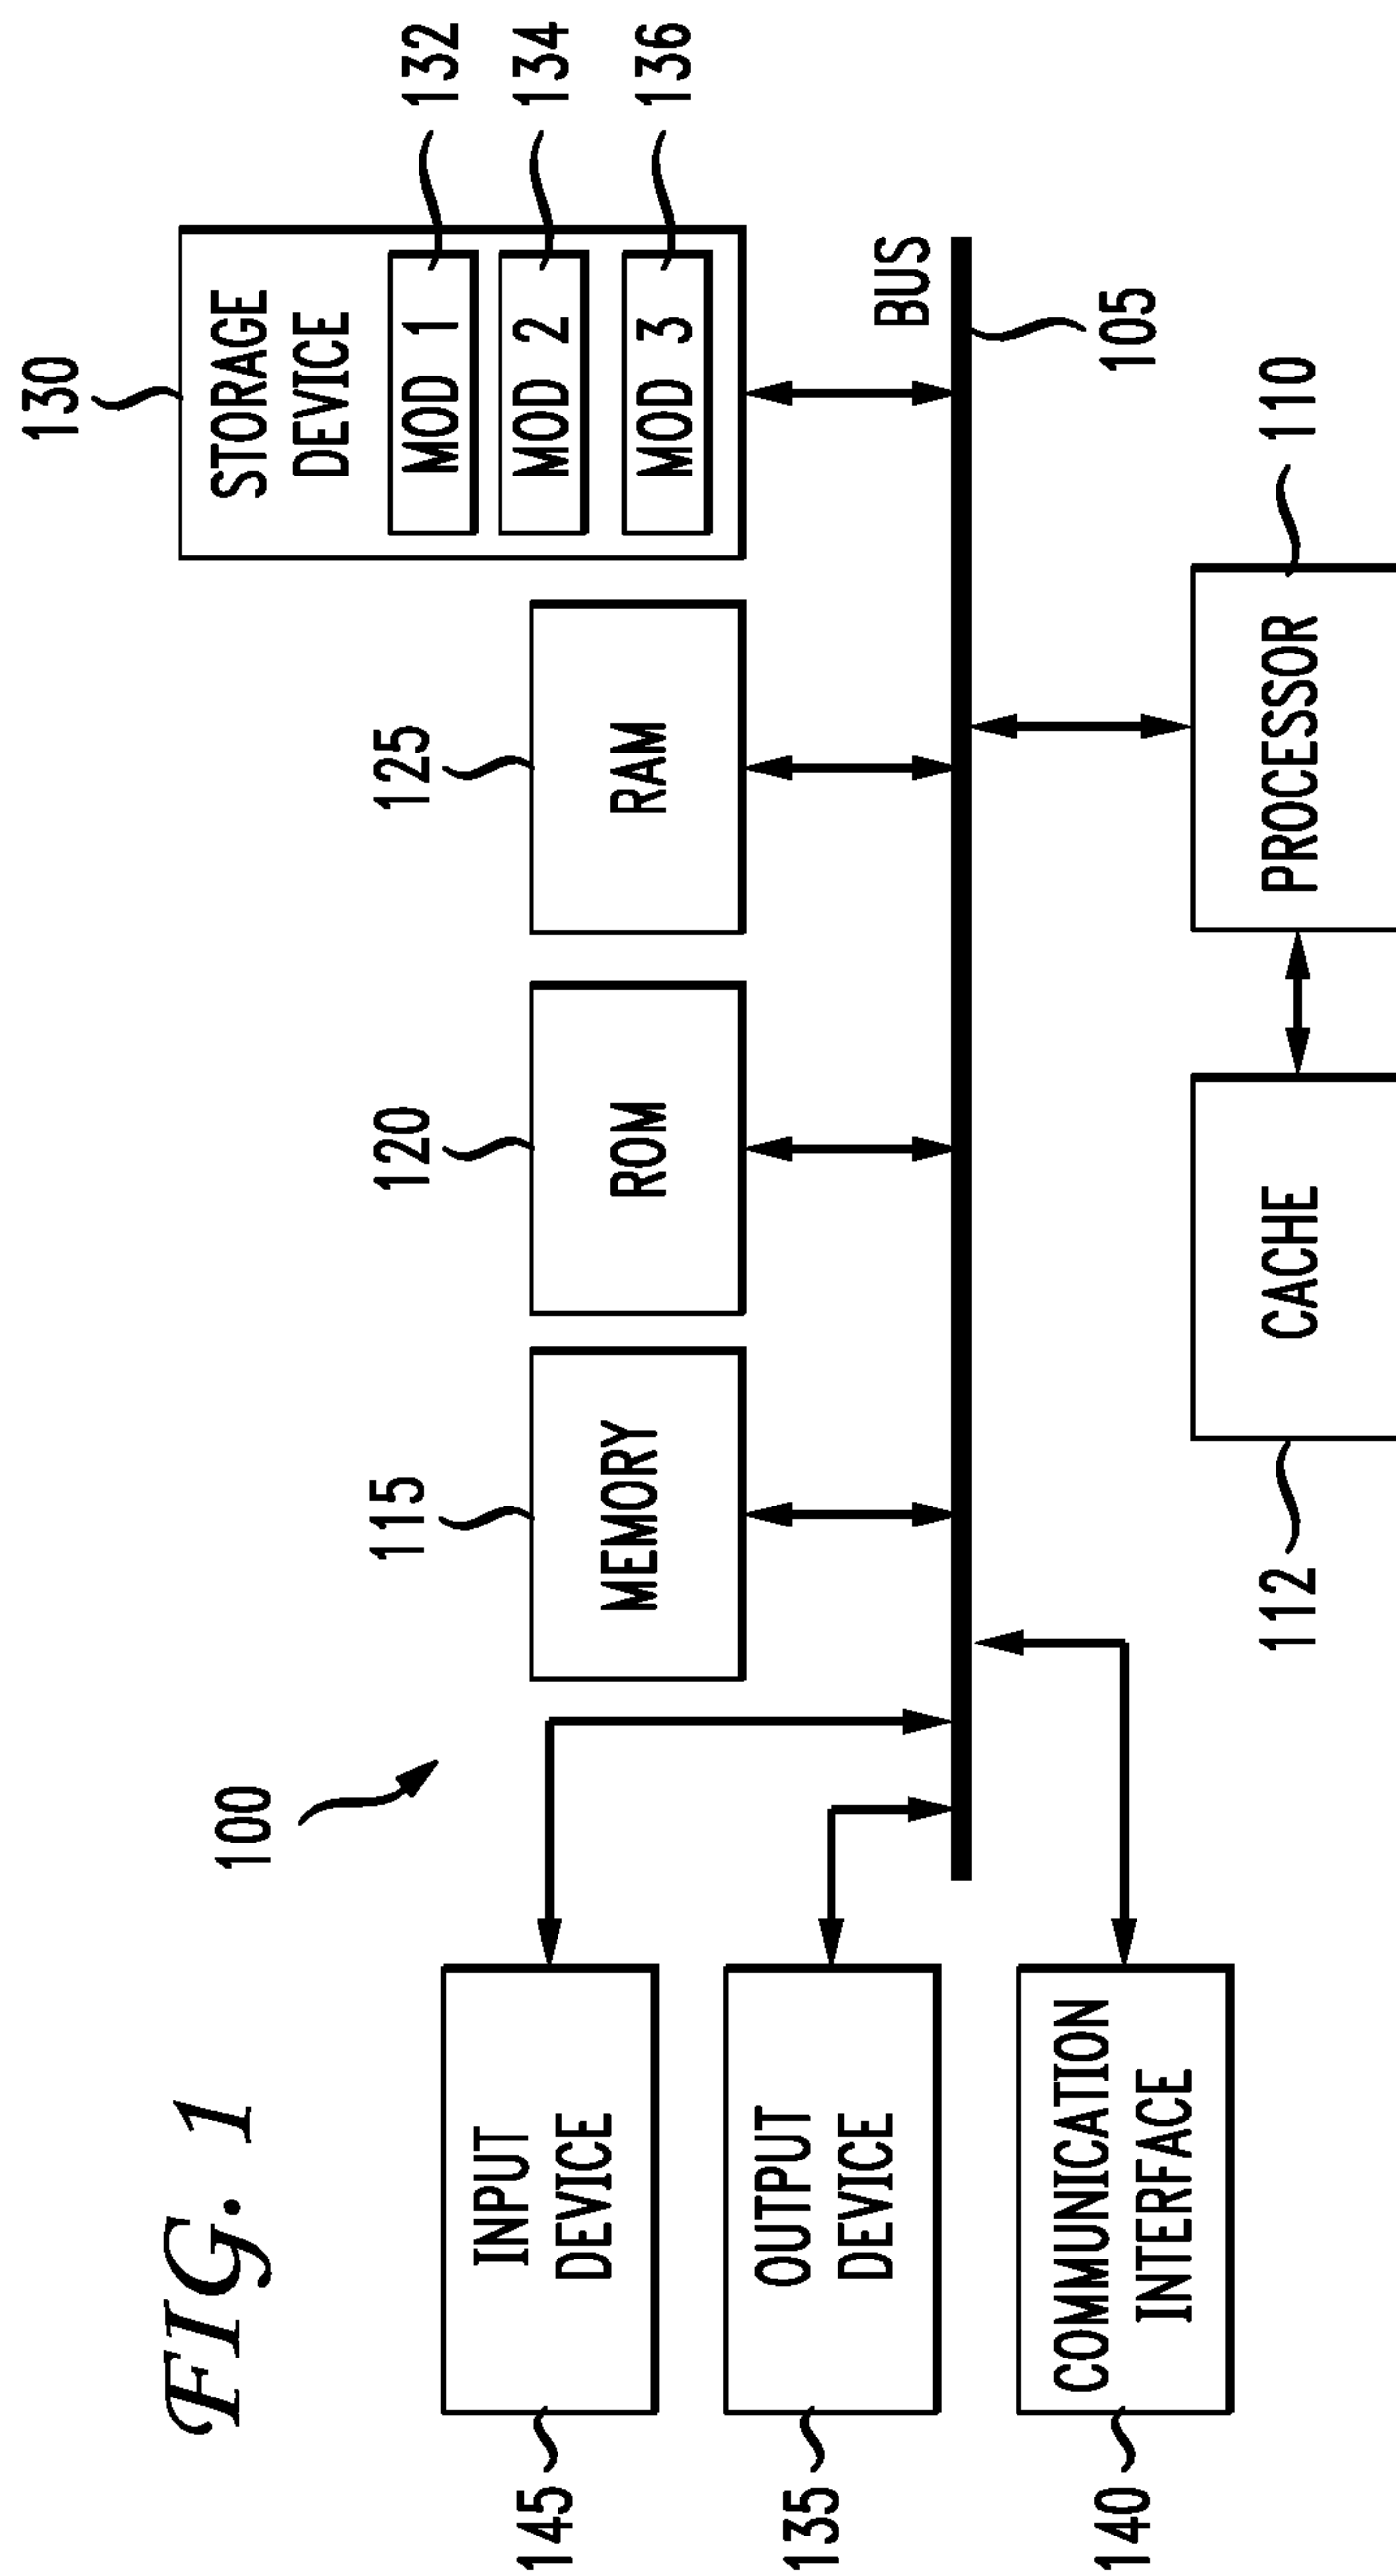 FIG. 1
100
130
STORAGE
DEVICE
MOD 1
132
MOD 2
134
MOD 3
136
115
120
125
MEMORY
ROM
RAM
145
INPUT
DEVICE
135
OUTPUT
DEVICE
BUS
105
140
COMMUNICATION
INTERFACE
112
CACHE
PROCESSOR
110